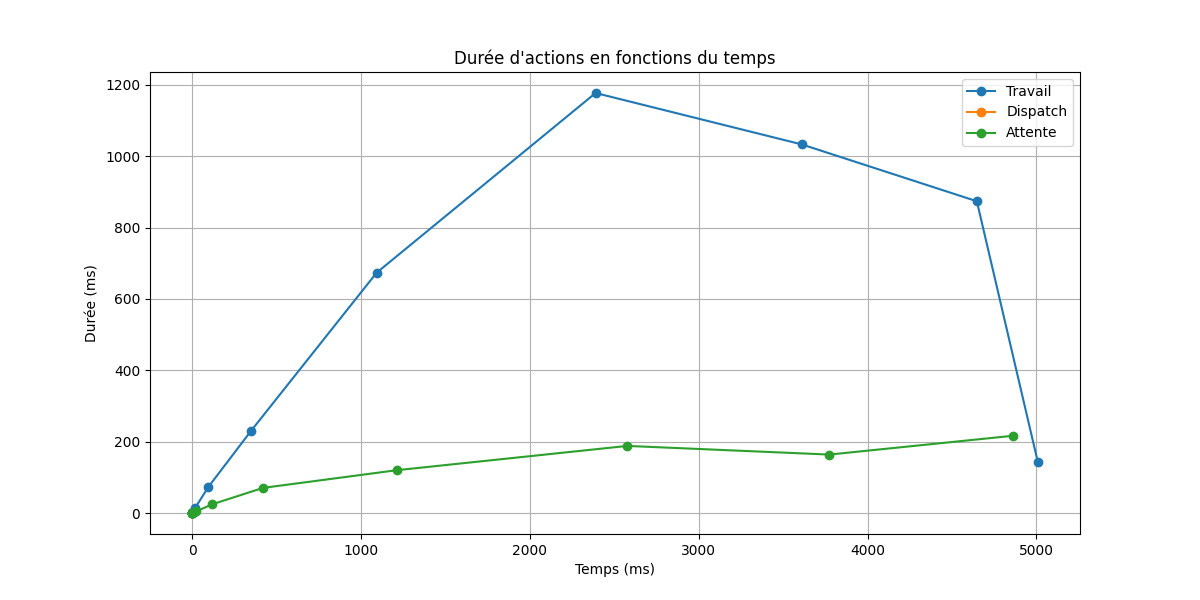 Durée d'actions en fonctions du temps
Travail
Dispatch
Attente
Durée (ms)
1200
1000
800
600
400
200
0
0 1000 2000 3000 4000 5000
Temps (ms)